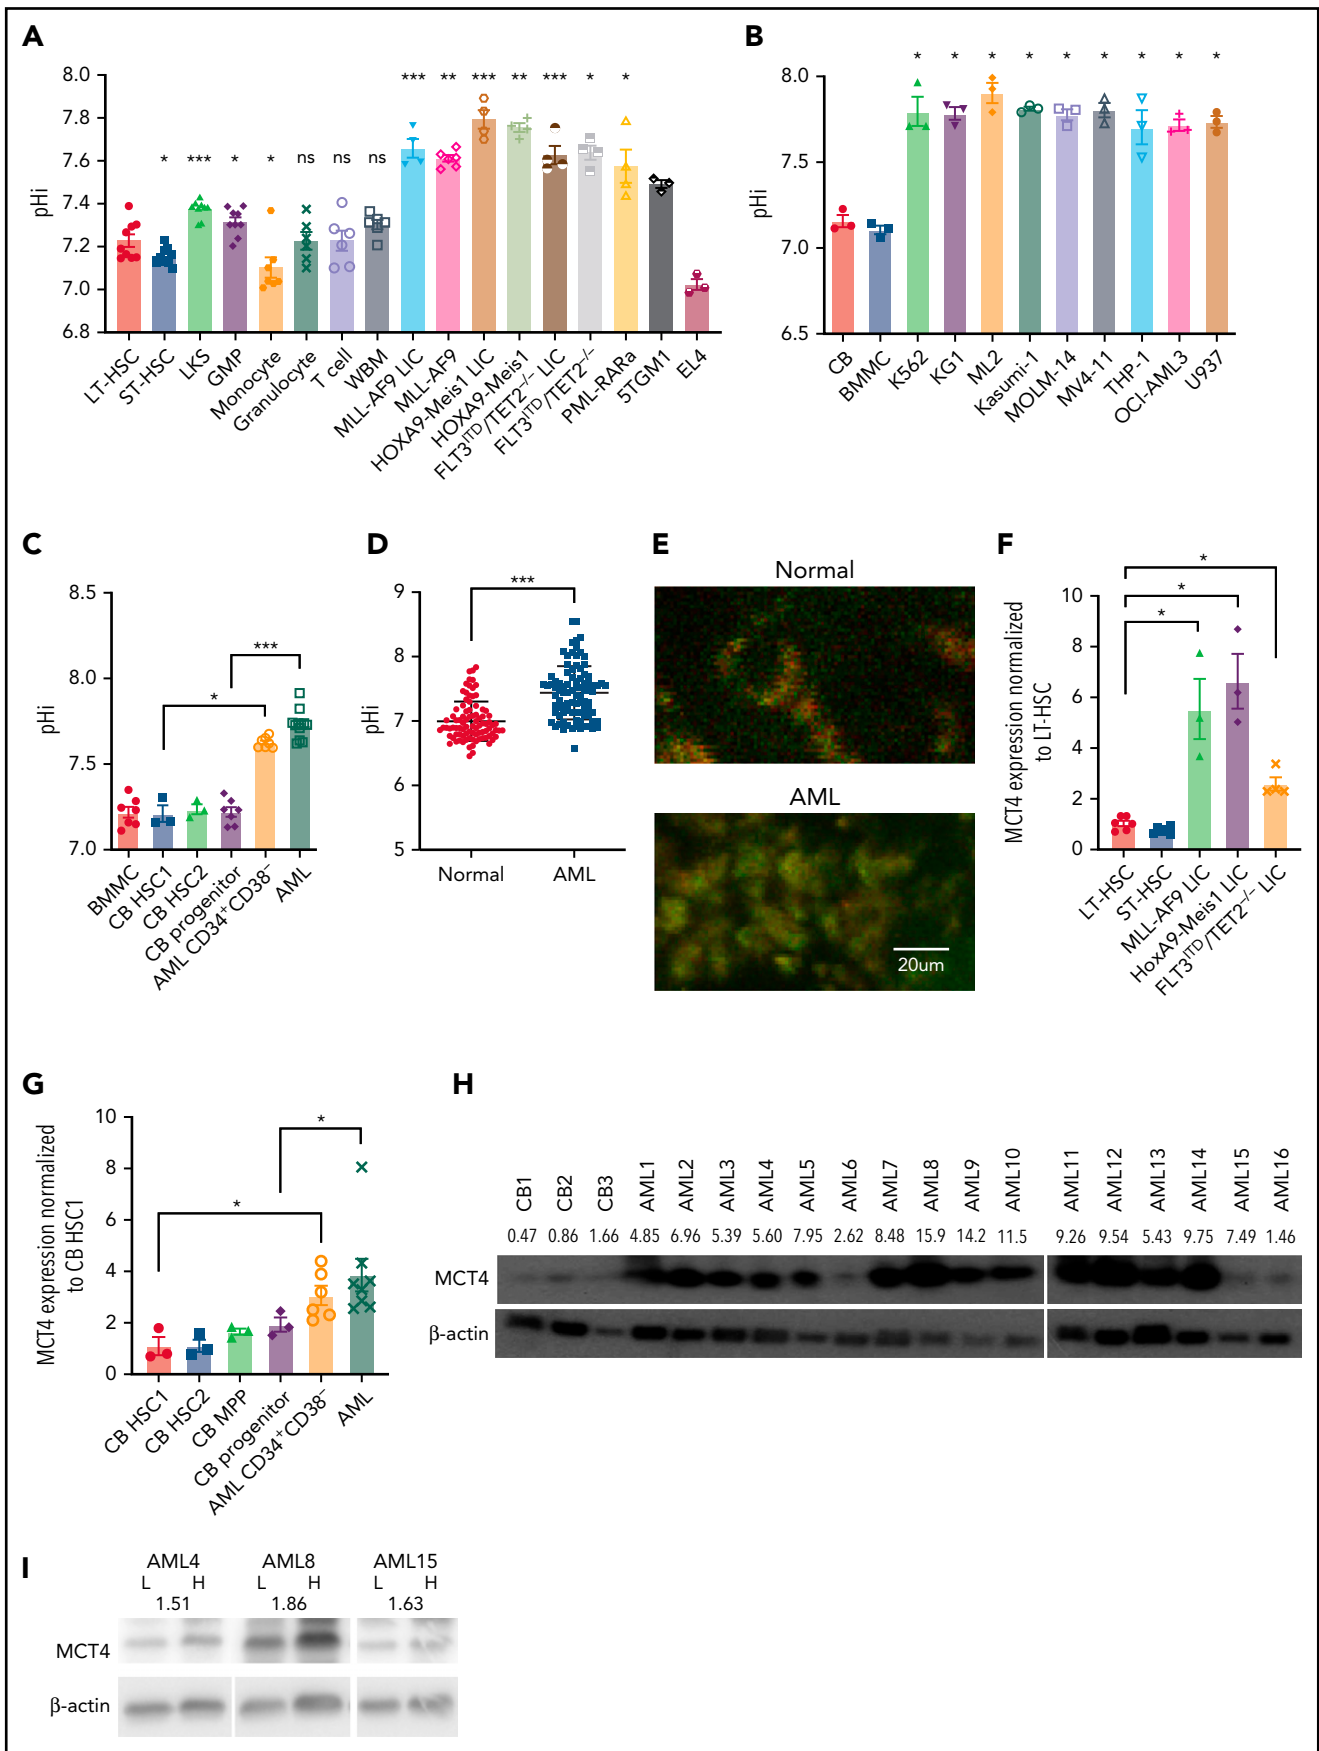 A
8.0
7.8
7.6
7.4
7.2
7.0
6.8
pHi
* *** * * ns ns ns *** ** *** ** *** * *
LT-HSC
ST-HSC
LKS
GMP
Monocyte
Granulocyte
T cell
WBM
MLL-AF9 LIC
MLL-AF9
HOXA9-Meis1 LIC
HOXA9-Meis1
FLT3ITD/TET2−/− LIC
FLT3ITD/TET2−/−
PML-RARa
5TGM1
EL4
B
8.0
7.5
7.0
6.5
pHi
* * * * * * * * *
CB
BMMC
K562
KG1
ML2
Kasumi-1
MOLM-14
MV4-11
THP-1
OCI-AML3
U937
C
8.5
8.0
7.5
7.0
pHi
***
*
BMMC
CB HSC1
CB HSC2
CB progenitor
AML CD34+CD38−
AML
D
9
8
7
6
5
pHi
***
Normal
AML
E
Normal
AML
20um
F
MCT4 expression normalized
to LT-HSC
10
8
6
4
2
0
*
*
*
LT-HSC
ST-HSC
MLL-AF9 LIC
HoxA9-Meis1 LIC
FLT3ITD/TET2−/− LIC
G
MCT4 expression normalized
to CB HSC1
10
8
6
4
2
0
*
*
CB HSC1
CB HSC2
CB MPP
CB progenitor
AML CD34+CD38−
AML
H
CB1 CB2 CB3 AML1 AML2 AML3 AML4 AML5 AML6 AML7 AML8 AML9 AML10 AML11 AML12 AML13 AML14 AML15 AML16
0.47 0.86 1.66 4.85 6.96 5.39 5.60 7.95 2.62 8.48 15.9 14.2 11.5 9.26 9.54 5.43 9.75 7.49 1.46
MCT4
β-actin
I
AML4 AML8 AML15
L H L H L H
1.51 1.86 1.63
MCT4
β-actin